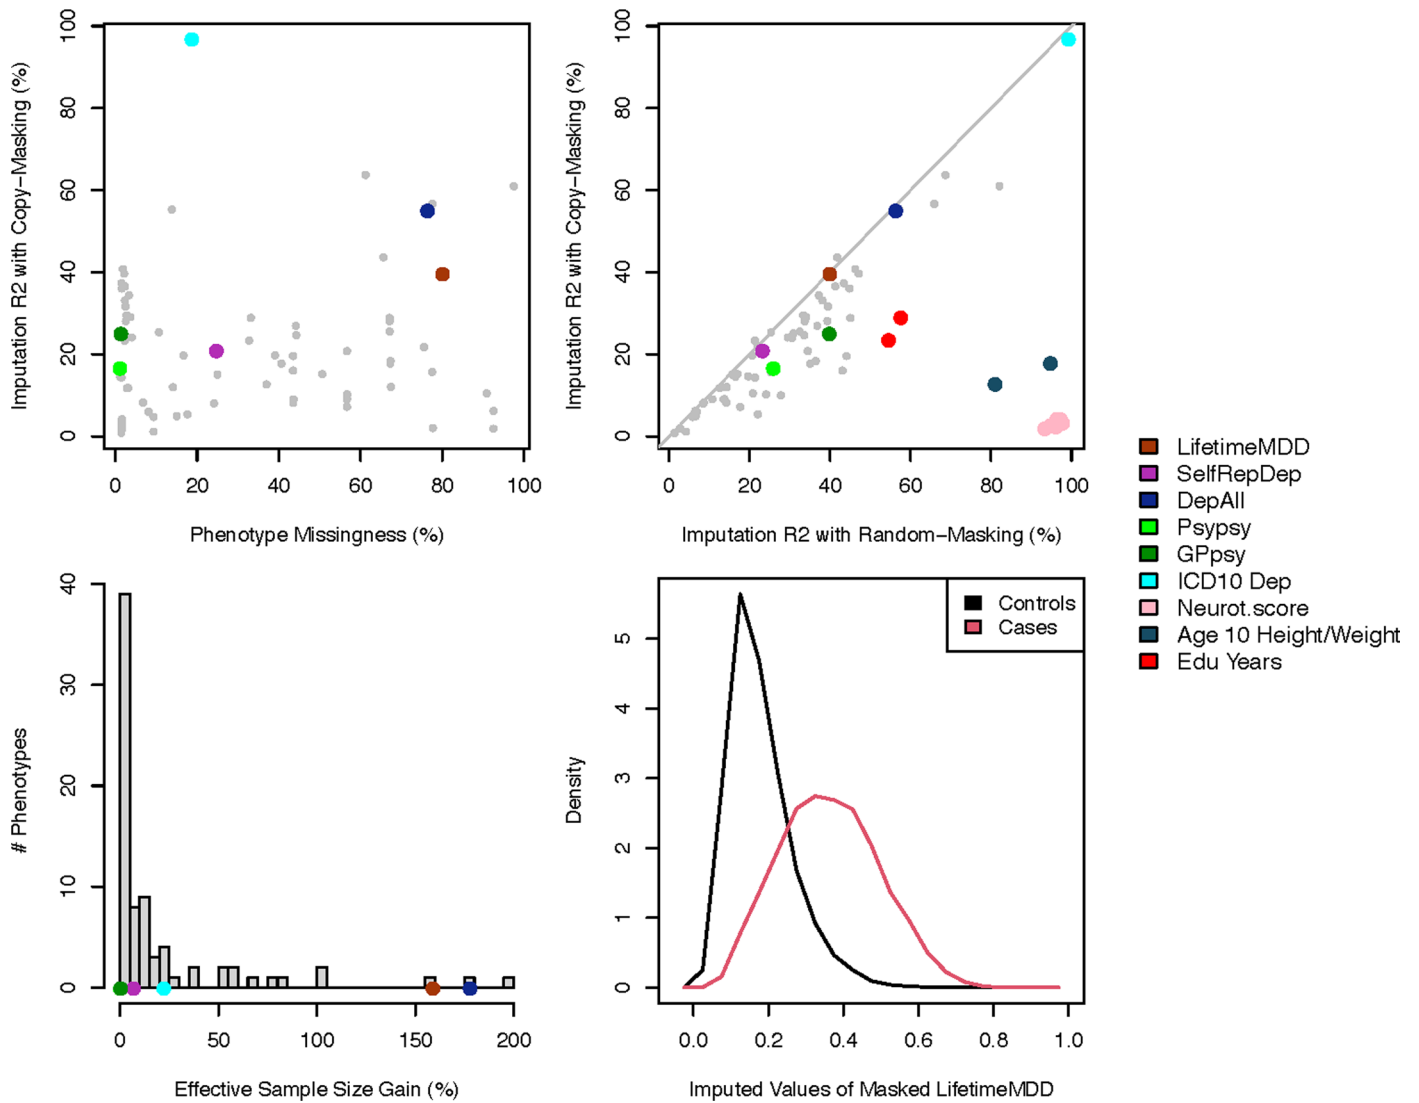 Imputation R2 with Copy−Masking (%)
100
80
60
40
20
0
0 20 40 60 80 100
Phenotype Missingness (%)
Imputation R2 with Copy−Masking (%)
100
80
60
40
20
0
0 20 40 60 80 100
Imputation R2 with Random−Masking (%)
LifetimeMDD
SelfRepDep
DepAll
Psypsy
GPpsy
ICD10 Dep
Neurot.score
Age 10 Height/Weight
Edu Years
# Phenotypes
40
30
20
10
0
0 50 100 150 200
Effective Sample Size Gain (%)
Density
5
4
3
2
1
0
Controls
Cases
0.0 0.2 0.4 0.6 0.8 1.0
Imputed Values of Masked LifetimeMDD